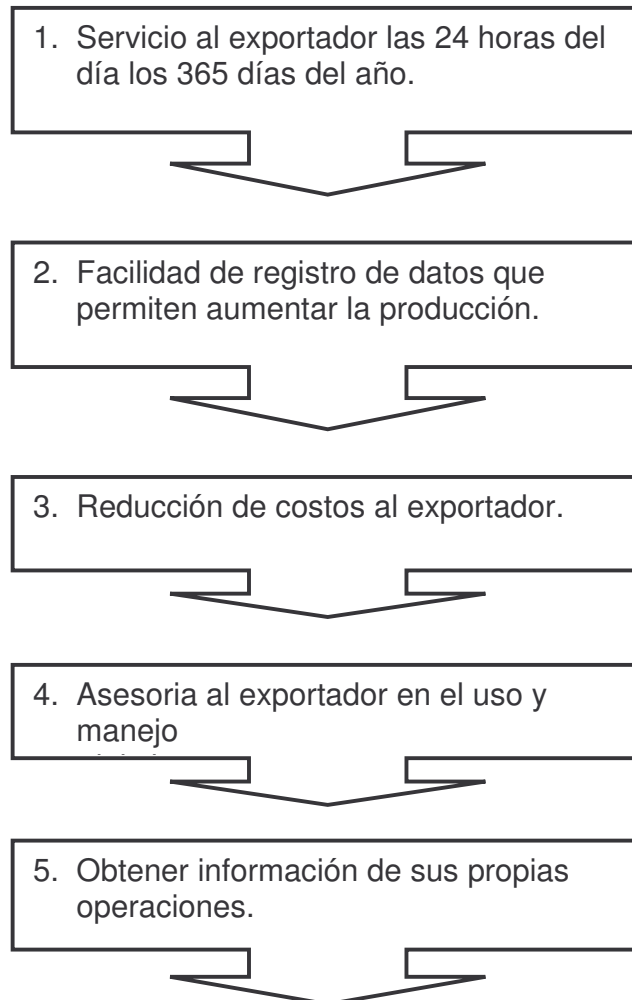 1. Servicio al exportador las 24 horas del
día los 365 días del año.
2. Facilidad de registro de datos que
permiten aumentar la producción.
3. Reducción de costos al exportador.
4. Asesoria al exportador en el uso y
manejo
5. Obtener información de sus propias
operaciones.